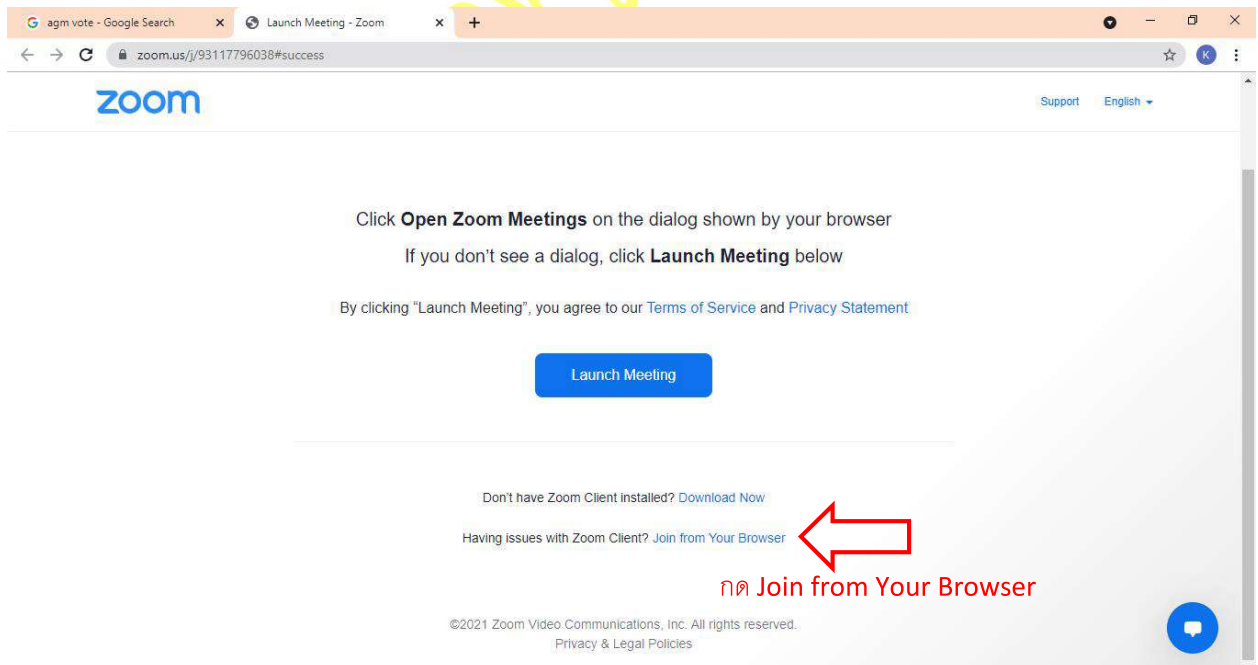 agm vote - Google Search
Launch Meeting - Zoom
zoom.us/j/93117796038#success
K
zoom
Support
English
Click Open Zoom Meetings on the dialog shown by your browser
If you don't see a dialog, click Launch Meeting below
By clicking “Launch Meeting”, you agree to our Terms of Service and Privacy Statement
Launch Meeting
Don't have Zoom Client installed? Download Now
Having issues with Zoom Client? Join from Your Browser
กด Join from Your Browser
©2021 Zoom Video Communications, Inc. All rights reserved.
Privacy & Legal Policies